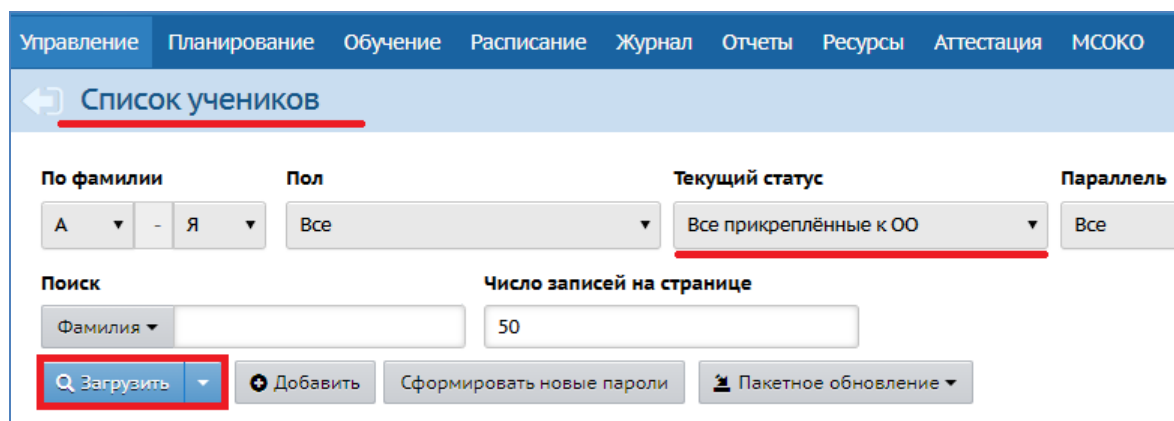 Управление Планирование Обучение Расписание Журнал Отчеты Ресурсы Аттестация МСОКО
Список учеников
По фамилии Пол Текущий статус Параллель
А - Я Все Все прикреплённые к ОО Все
Поиск Число записей на странице
Фамилия 50
Загрузить Добавить Сформировать новые пароли Пакетное обновление